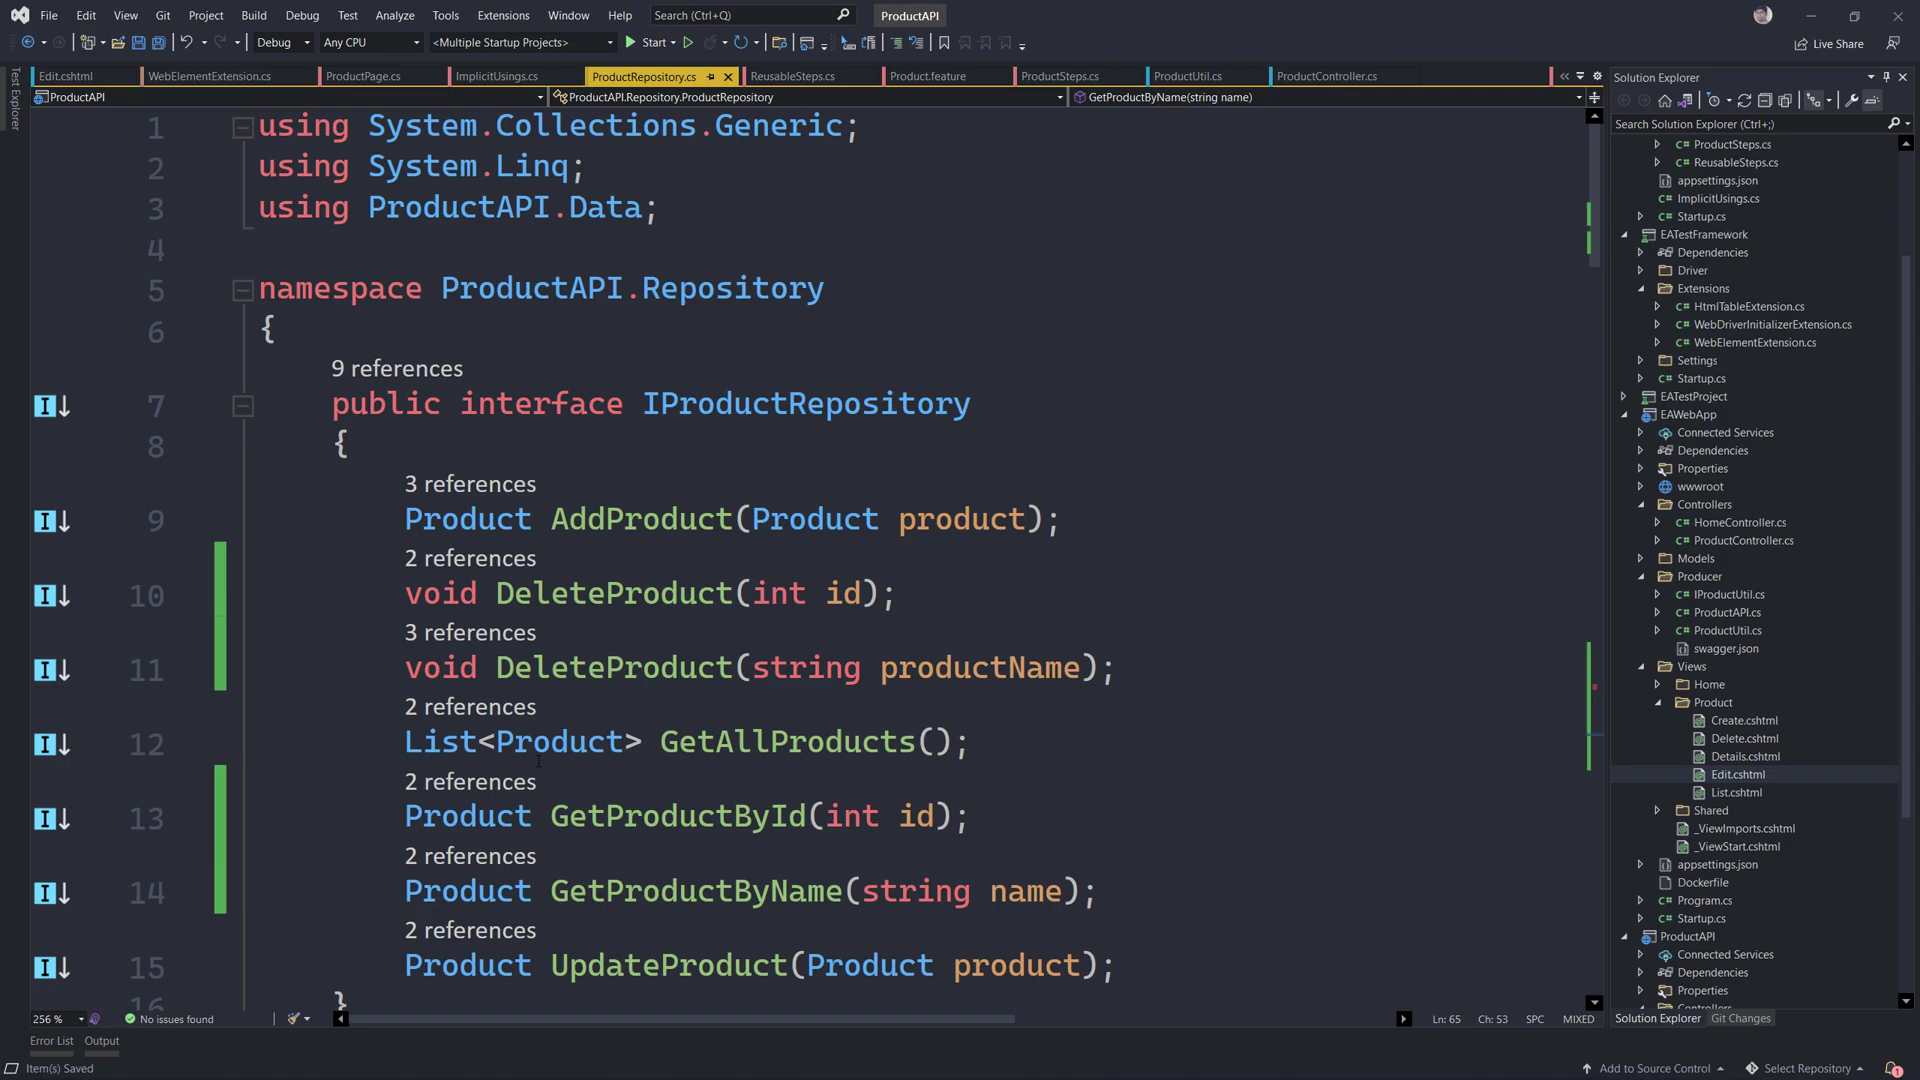 File Edit View Git Project Build Debug Test Analyze Tools Extensions Window Help Search (Ctrl+Q) ProductAPI
Debug Any CPU <Multiple Startup Projects> Start Live Share
Edit.cshtml WebElementExtension.cs ProductPage.cs ImplicitUsings.cs ProductRepository.cs ReusableSteps.cs Product.feature ProductSteps.cs ProductUtil.cs ProductController.cs
ProductAPI ProductAPI.Repository.ProductRepository GetProductByName(string name)
Test Explorer
1 using System.Collections.Generic;
2 using System.Linq;
3 using ProductAPI.Data;
4
5 namespace ProductAPI.Repository
6 {
9 references
7 public interface IProductRepository
8 {
3 references
9 Product AddProduct(Product product);
2 references
10 void DeleteProduct(int id);
3 references
11 void DeleteProduct(string productName);
2 references
12 List<Product> GetAllProducts();
2 references
13 Product GetProductById(int id);
2 references
14 Product GetProductByName(string name);
2 references
15 Product UpdateProduct(Product product);
16 }
256 % No issues found Ln: 65 Ch: 53 SPC MIXED
Error List Output
Item(s) Saved Add to Source Control Select Repository 1
Solution Explorer
Search Solution Explorer (Ctrl+;)
C# ProductSteps.cs
C# ReusableSteps.cs
appsettings.json
C# ImplicitUsings.cs
C# Startup.cs
EATestFramework
Dependencies
Driver
Extensions
C# HtmlTableExtension.cs
C# WebDriverInitializerExtension.cs
C# WebElementExtension.cs
Settings
C# Startup.cs
EATestProject
EAWebApp
Connected Services
Dependencies
Properties
wwwroot
Controllers
C# HomeController.cs
C# ProductController.cs
Models
Producer
C# IProductUtil.cs
C# ProductAPI.cs
C# ProductUtil.cs
swagger.json
Views
Home
Product
Create.cshtml
Delete.cshtml
Details.cshtml
Edit.cshtml
List.cshtml
Shared
_ViewImports.cshtml
_ViewStart.cshtml
appsettings.json
Dockerfile
C# Program.cs
C# Startup.cs
ProductAPI
Connected Services
Dependencies
Properties
Solution Explorer Git Changes